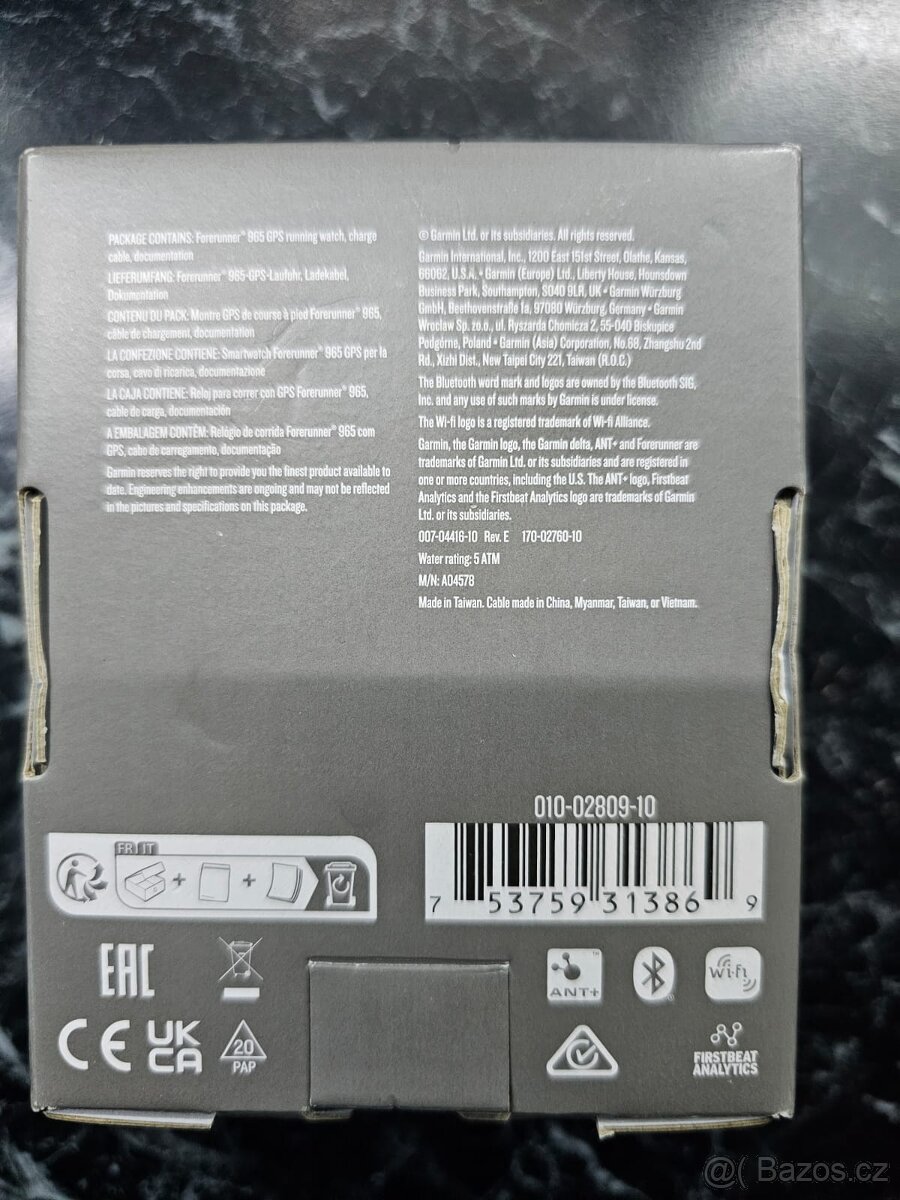 PACKAGE CONTAINS: Forerunner® 965 GPS running watch, charge
cable, documentation
LIEFERUMFANG: Forerunner® 965-GPS-Laufuhr, Ladekabel,
Dokumentation
CONTENU DU PACK: Montre GPS de course à pied Forerunner® 965,
câble de chargement, documentation
LA CONFEZIONE CONTIENE: Smartwatch Forerunner® 965 GPS per la
corsa, cavo di ricarica, documentazione
LA CAJA CONTIENE: Reloj para correr con GPS Forerunner® 965,
cable de carga, documentación
A EMBALAGEM CONTÉM: Relógio de corrida Forerunner® 965 com
GPS, cabo de carregamento, documentação
Garmin reserves the right to provide you the finest product available to
date. Engineering enhancements are ongoing and may not be reflected
in the pictures and specifications on this package.
© Garmin Ltd. or its subsidiaries. All rights reserved.
Garmin International, Inc., 1200 East 151st Street, Olathe, Kansas,
66062, U.S.A. • Garmin (Europe) Ltd., Liberty House, Hounsdown
Business Park, Southampton, SO40 9LR, UK • Garmin Würzburg
GmbH, Beethovenstraße 1a, 97080 Würzburg, Germany • Garmin
Wroclaw Sp. zo.o., ul. Ryszarda Chomicza 2, 55-040 Biskupice
Podgórne, Poland • Garmin (Asia) Corporation, No.68, Zhangshu 2nd
Rd., Xizhi Dist., New Taipei City 221, Taiwan (R.O.C.)
The Bluetooth word mark and logos are owned by the Bluetooth SIG,
Inc. and any use of such marks by Garmin is under license.
The Wi-fi logo is a registered trademark of Wi-Fi Alliance.
Garmin, the Garmin logo, the Garmin delta, ANT+ and Forerunner are
trademarks of Garmin Ltd. or its subsidiaries and are registered in
one or more countries, including the U.S. The ANT+ logo, Firstbeat
Analytics and the Firstbeat Analytics logo are trademarks of Garmin
Ltd. or its subsidiaries.
007-04416-10 Rev. E 170-02760-10
Water rating: 5 ATM
M/N: A04578
Made in Taiwan. Cable made in China, Myanmar, Taiwan, or Vietnam.
010-02809-10
7 53759 31386 9
FR IT
EAC
CE UK
CA
20
PAP
ANT+™
Wi-Fi
FIRSTBEAT
ANALYTICS
@( Bazos.cz